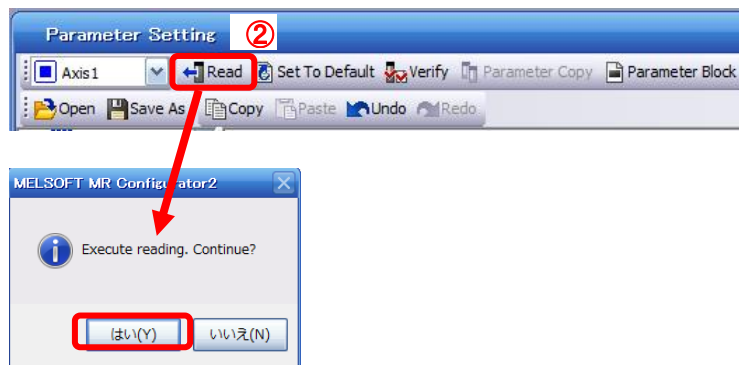 Parameter Setting ②
Axis1 Read Set To Default Verify Parameter Copy Parameter Block
Open Save As Copy Paste Undo Redo
MELSOFT MR Configurator2
Execute reading. Continue?
はい(Y) いいえ(N)